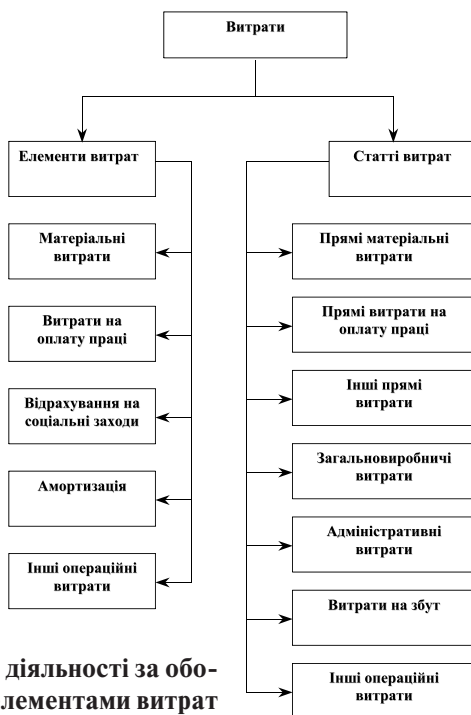 Витрати
Елементи витрат
Статті витрат
Матеріальні
витрати
Витрати на
оплату праці
Відрахування на
соціальні заходи
Амортизація
Інші операційні
витрати
Прямі матеріальні
витрати
Прямі витрати на
оплату праці
Інші прямі
витрати
Загальновиробничі
витрати
Адміністративні
витрати
Витрати на збут
Інші операційні
витрати
діяльності за обо-
лементами витрат